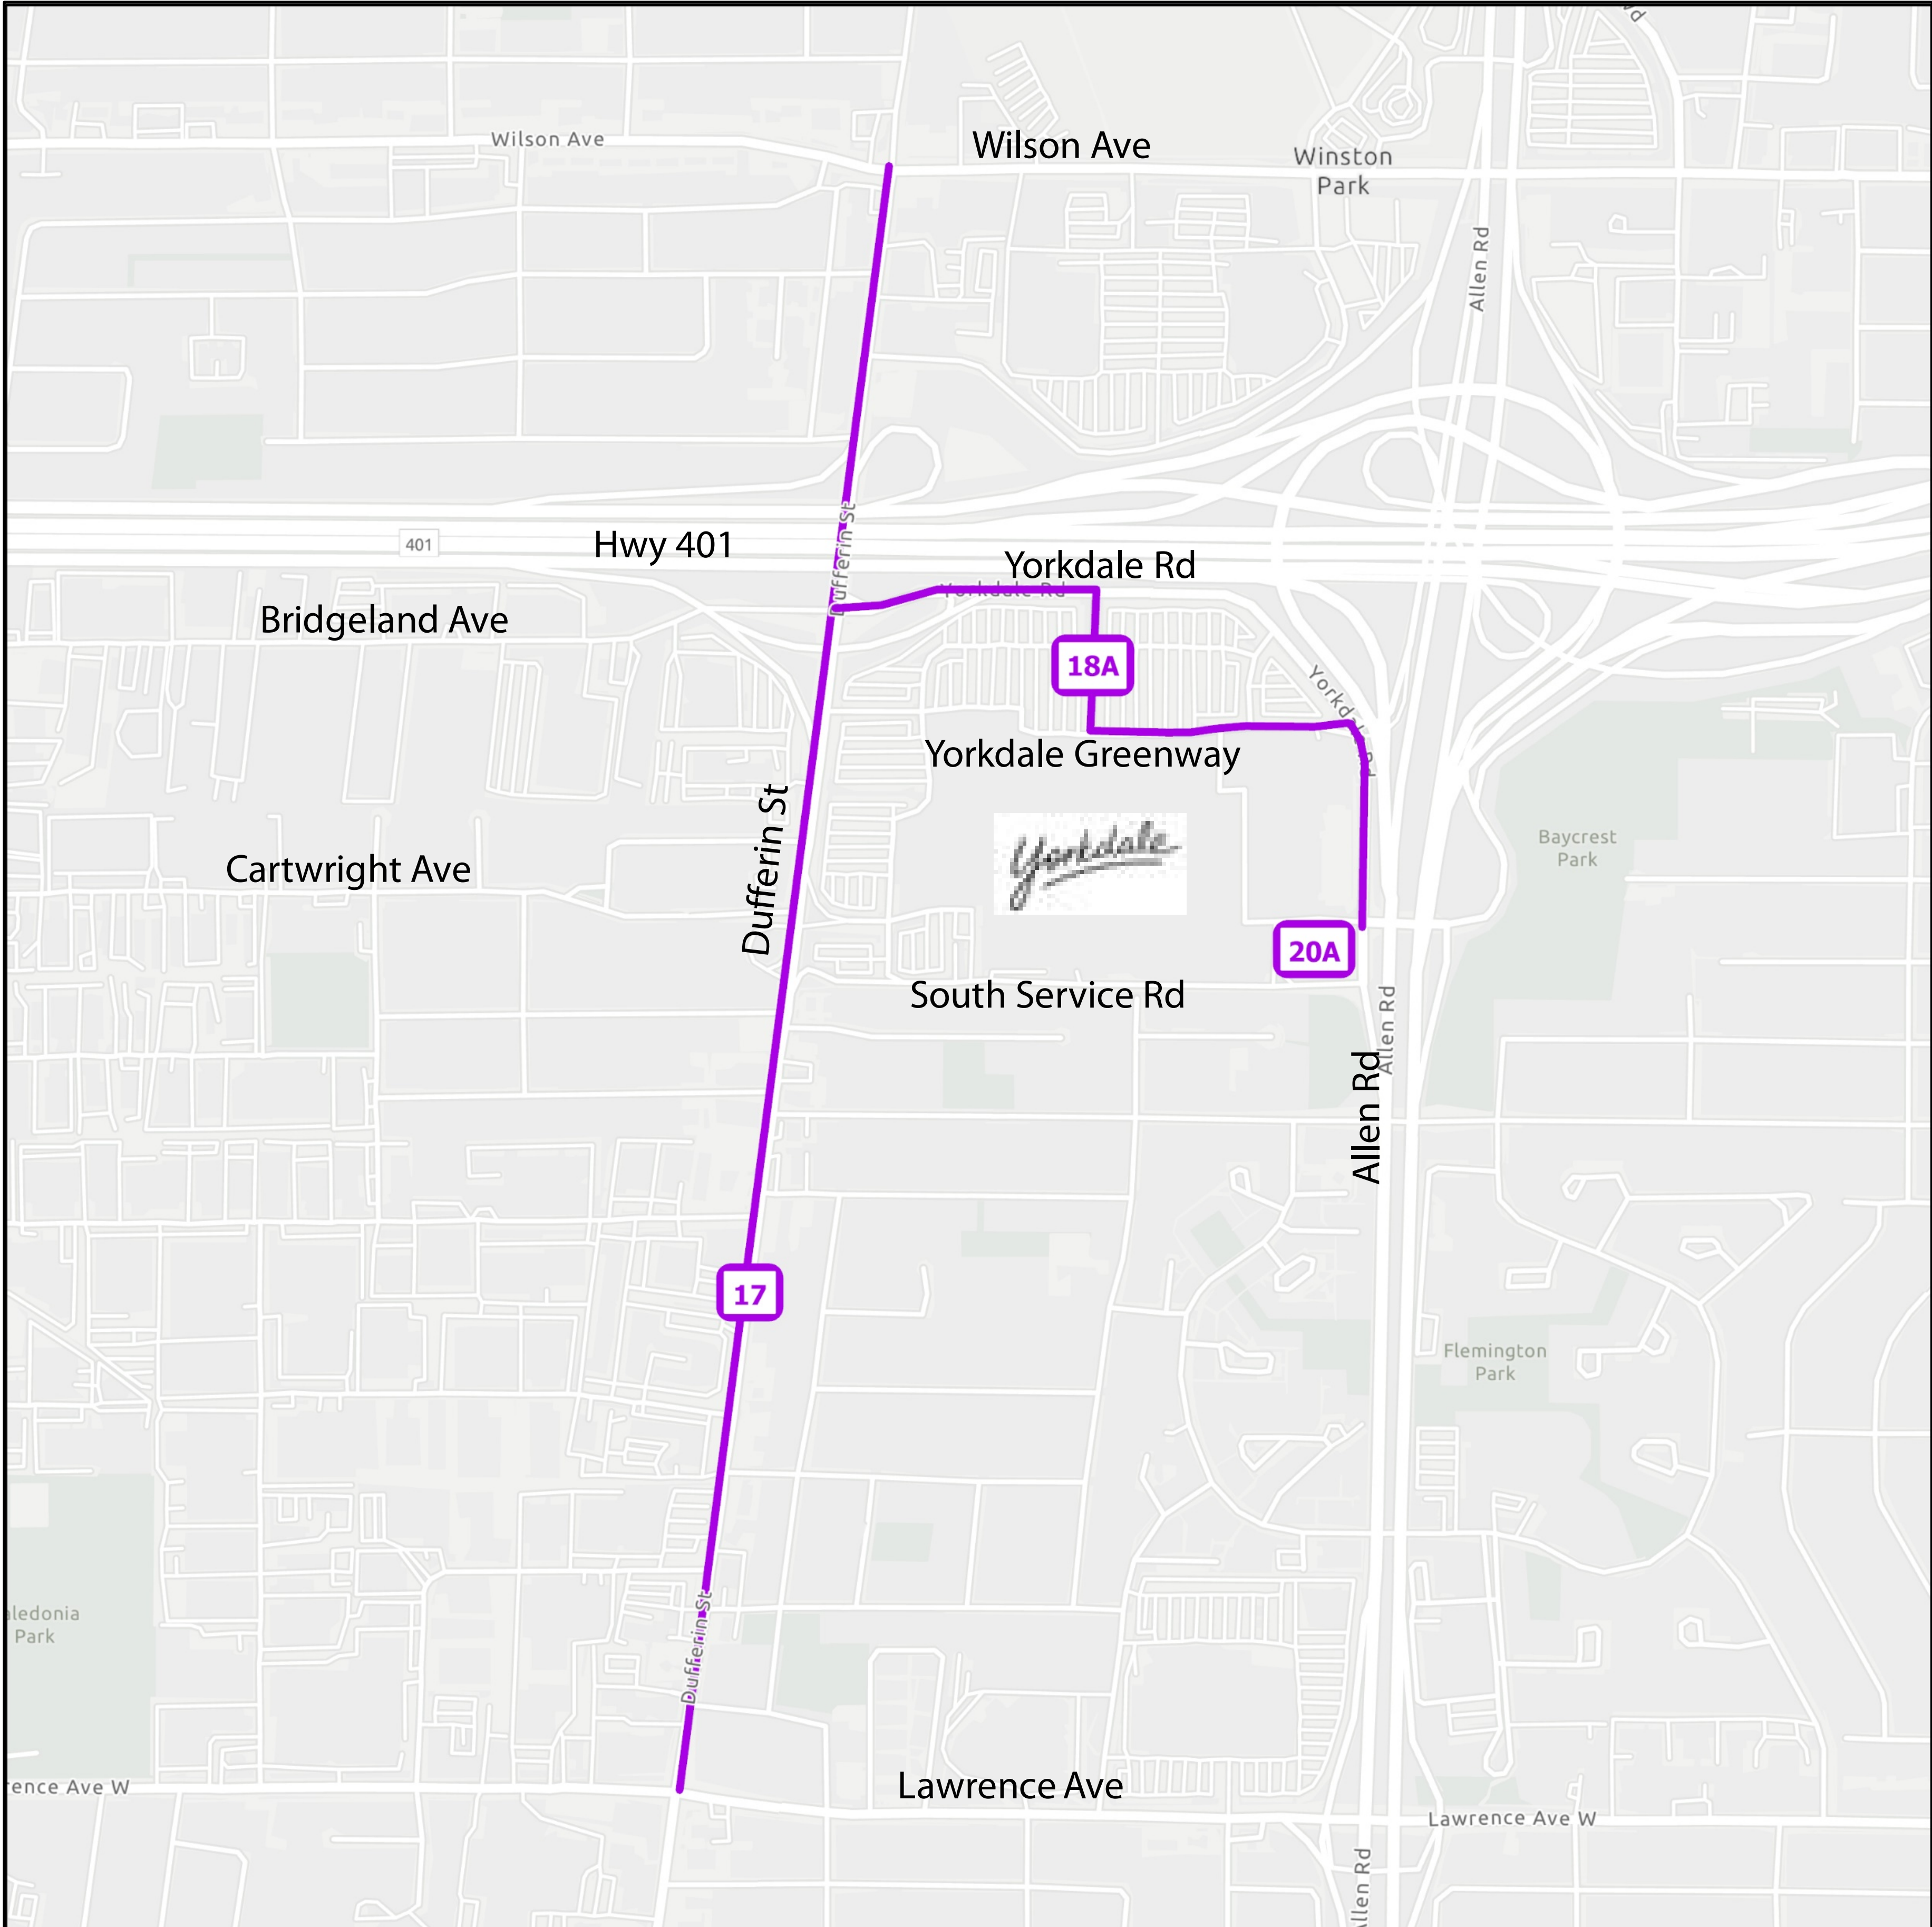 Wilson Ave
Wilson Ave
Winston
Park
Allen Rd
401
Hwy 401
Dufferin St
Yorkdale Rd
Yorkdale Rd
Bridgeland Ave
18A
Yorkdale Rd
Yorkdale Greenway
Dufferin St
Yorkdale
Baycrest
Park
Cartwright Ave
20A
South Service Rd
Allen Rd
Allen Rd
17
Flemington
Park
Dufferin St
aledonia
Park
rence Ave W
Lawrence Ave
Lawrence Ave W
Allen Rd